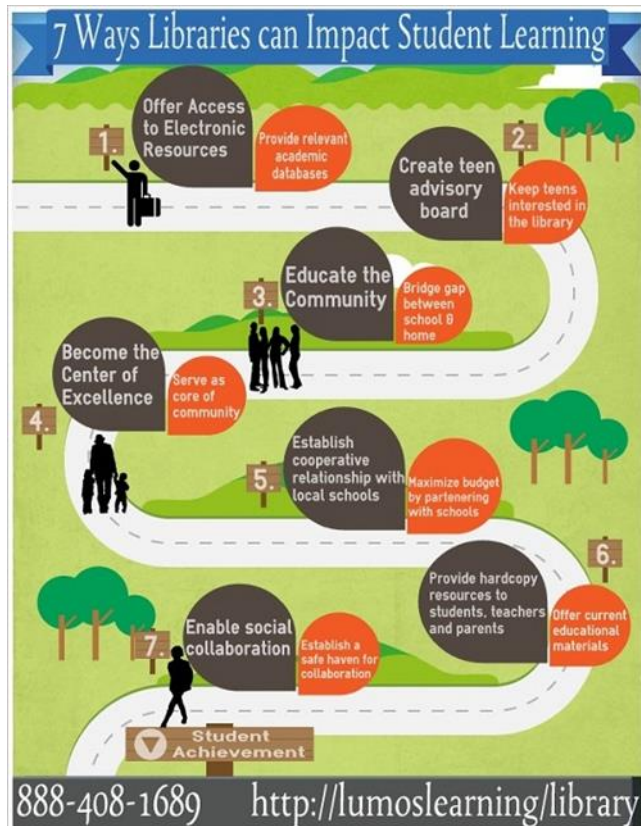 7 Ways Libraries can Impact Student Learning
1.
Offer Access
to Electronic
Resources
Provide relevant
academic
databases
2.
Create teen
advisory
board
Keep teens
interested in
the library
3.
Educate the
Community
Bridge gap
between
school &
home
4.
Become the
Center of
Excellence
Serve as
core of
community
5.
Establish
cooperative
relationship with
local schools
Maximize budget
by partenering
with schools
6.
Provide hardcopy
resources to
students, teachers
and parents
Offer current
educational
materials
7.
Enable social
collaboration
Establish a
safe haven for
collaboration
Student
Achievement
888-408-1689 http://lumoslearning/library